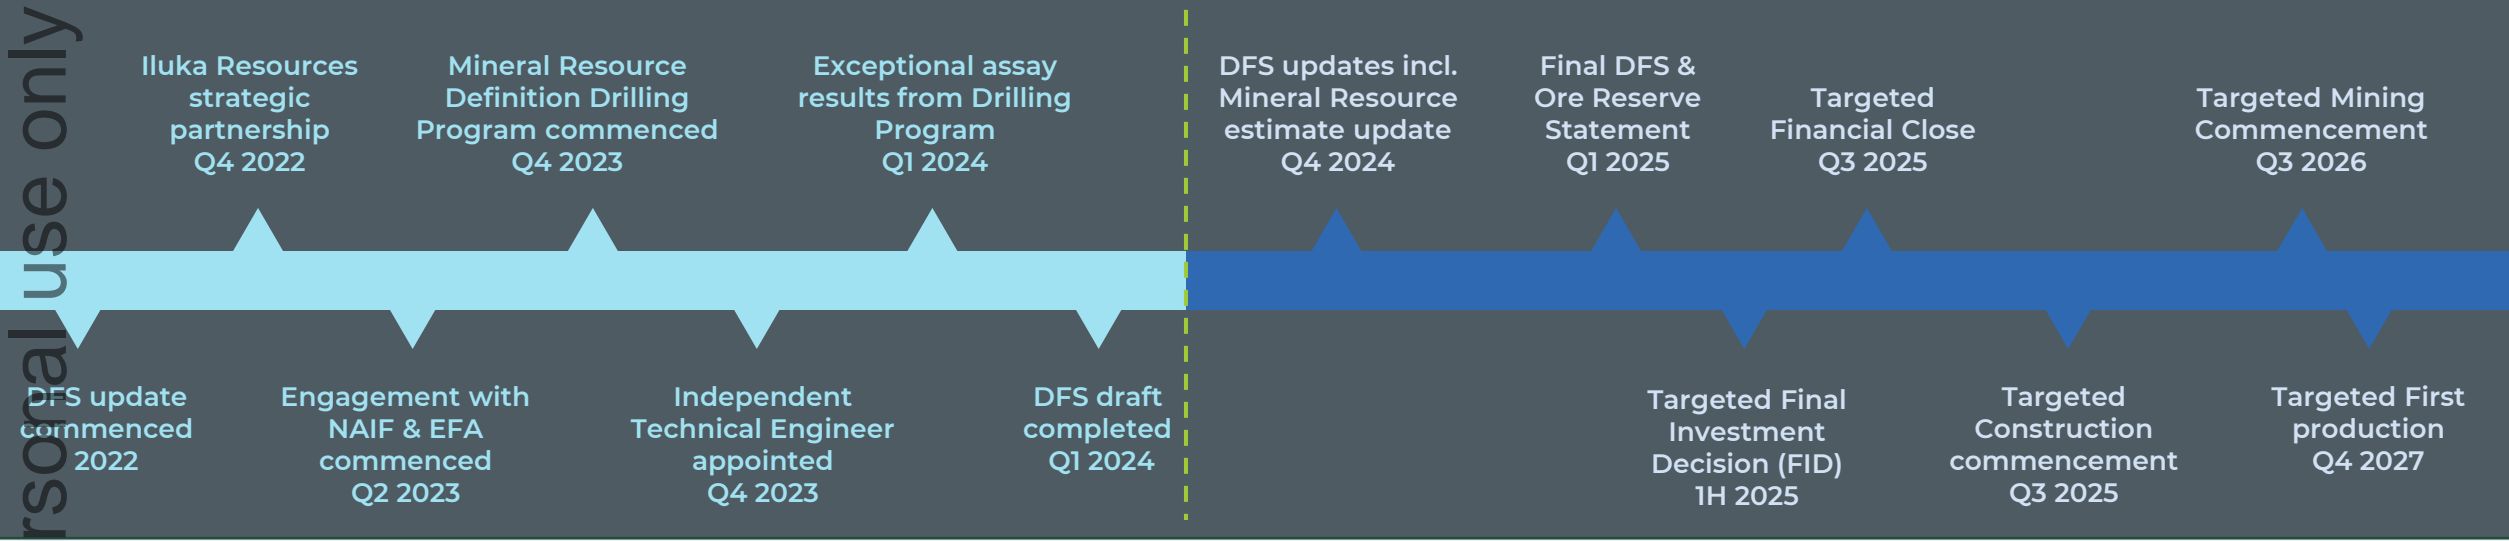 rsonal use only
Iluka Resources
strategic
partnership
Q4 2022
Mineral Resource
Definition Drilling
Program commenced
Q4 2023
Exceptional assay
results from Drilling
Program
Q1 2024
DFS updates incl.
Mineral Resource
estimate update
Q4 2024
Final DFS &
Ore Reserve
Statement
Q1 2025
Targeted
Financial Close
Q3 2025
Targeted Mining
Commencement
Q3 2026
DFS update
commenced
2022
Engagement with
NAIF & EFA
commenced
Q2 2023
Independent
Technical Engineer
appointed
Q4 2023
DFS draft
completed
Q1 2024
Targeted Final
Investment
Decision (FID)
1H 2025
Targeted
Construction
commencement
Q3 2025
Targeted First
production
Q4 2027